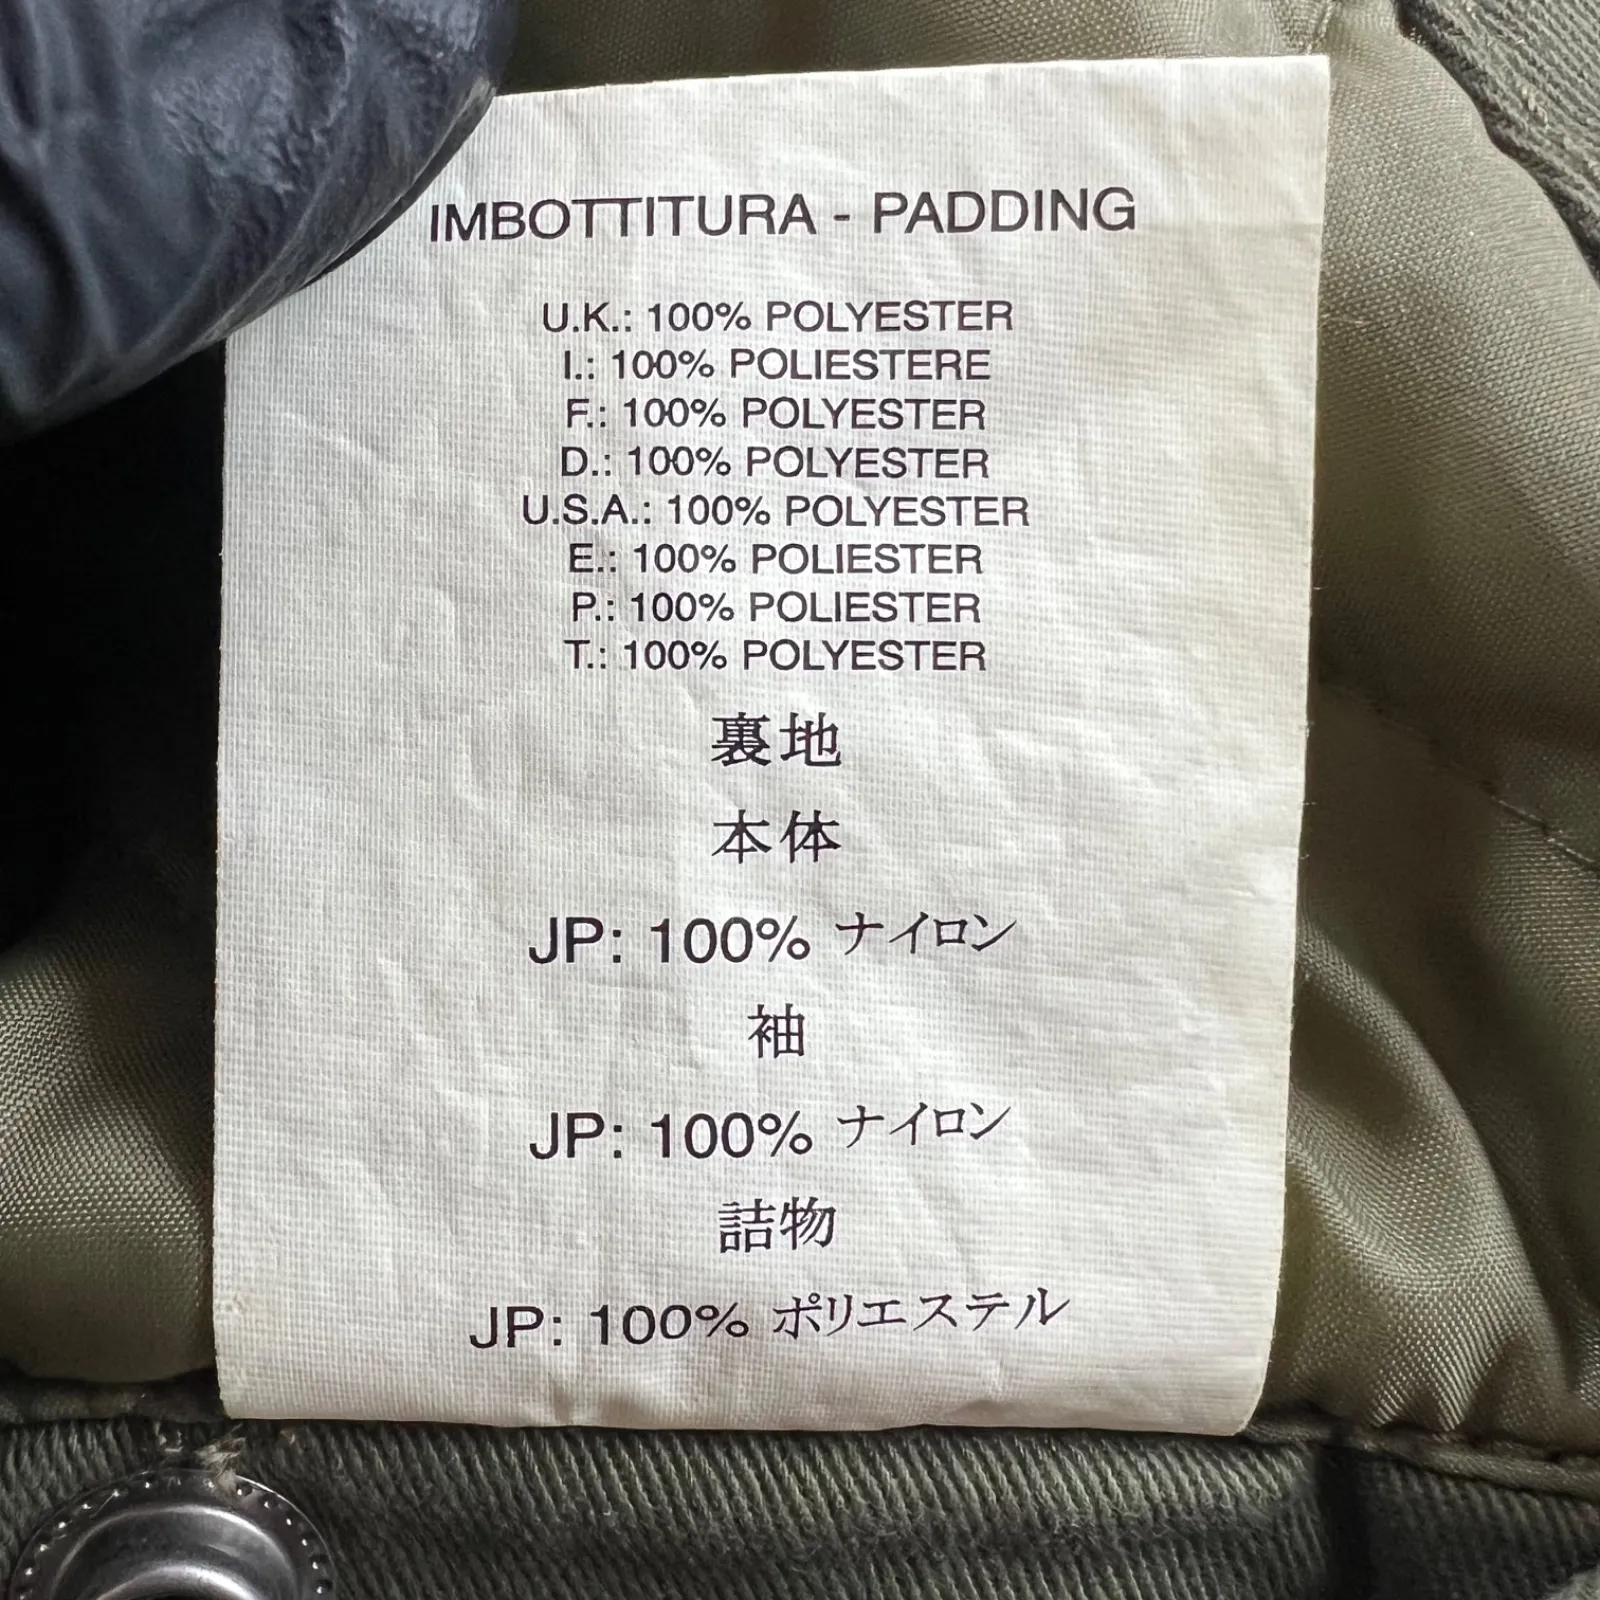 IMBOTTITURA - PADDING
U.K.: 100% POLYESTER
I.: 100% POLIESTERE
F.: 100% POLYESTER
D.: 100% POLYESTER
U.S.A.: 100% POLYESTER
E.: 100% POLIESTER
P.: 100% POLIESTER
T.: 100% POLYESTER
裏地
本体
JP: 100% ナイロン
袖
JP: 100% ナイロン
詰物
JP: 100% ポリエステル